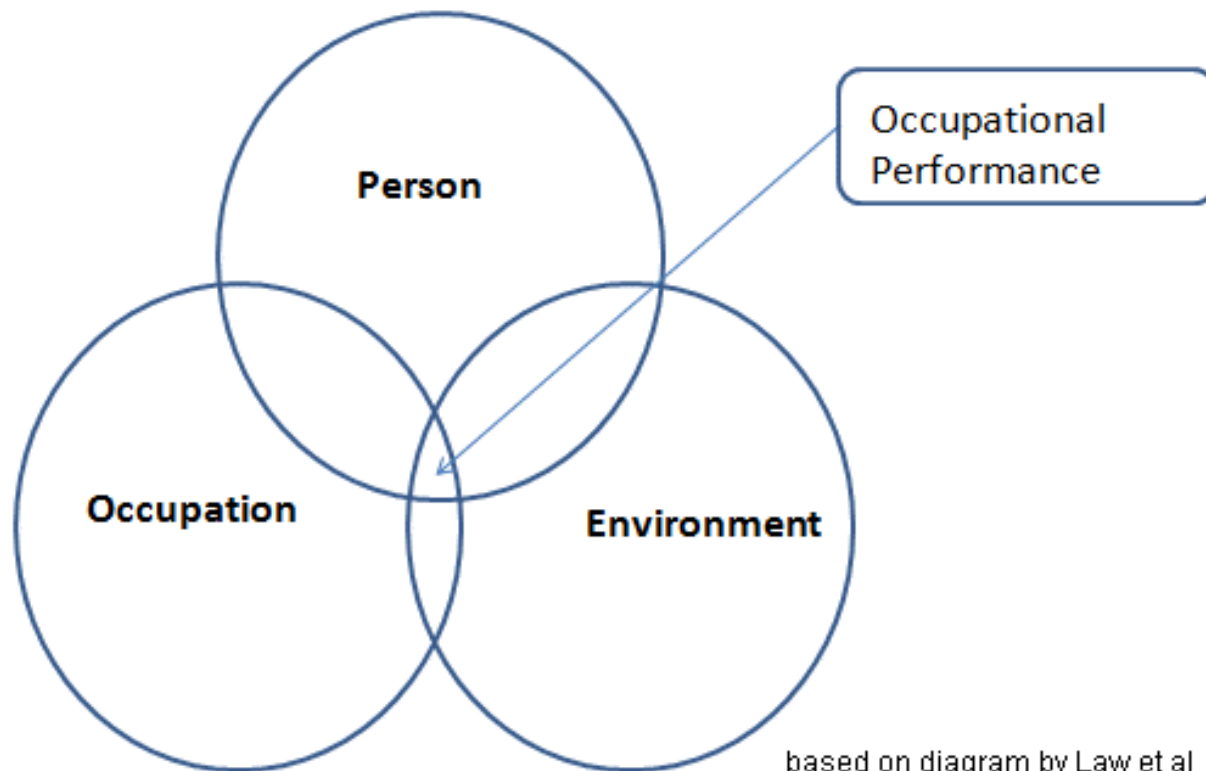 Person
Occupational
Performance
Occupation
Environment
based on diagram by Law et al